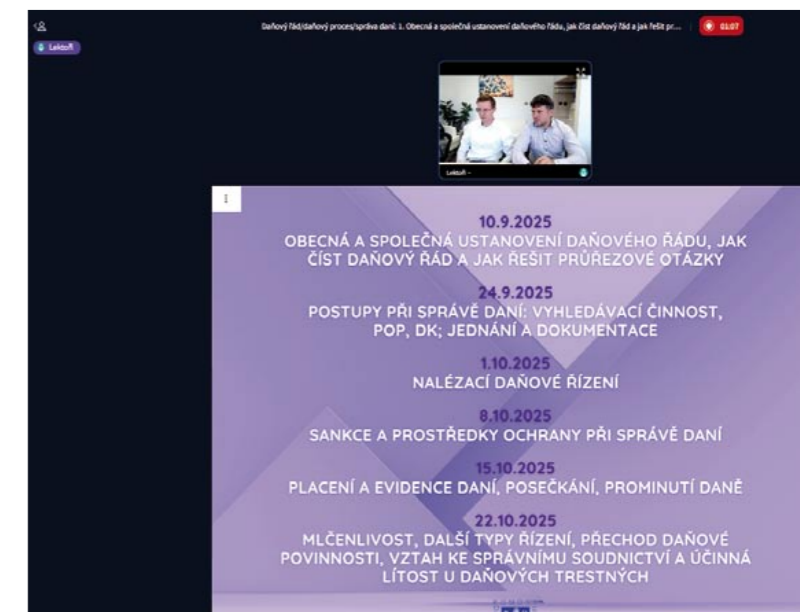 Lektoři
Daňový řád/daňový proces/správa daní: 1. Obecná a společná ustanovení daňového řádu, jak číst daňový řád a jak řešit pr...
01:07
Lektoři
10.9.2025
OBECNÁ A SPOLEČNÁ USTANOVENÍ DAŇOVÉHO ŘÁDU, JAK
ČÍST DAŇOVÝ ŘÁD A JAK ŘEŠIT PRŮŘEZOVÉ OTÁZKY
24.9.2025
POSTUPY PŘI SPRÁVĚ DANÍ: VYHLEDÁVACÍ ČINNOST,
POP, DK; JEDNÁNÍ A DOKUMENTACE
1.10.2025
NALÉZACÍ DAŇOVÉ ŘÍZENÍ
8.10.2025
SANKCE A PROSTŘEDKY OCHRANY PŘI SPRÁVĚ DANÍ
15.10.2025
PLACENÍ A EVIDENCE DANÍ, POSEČKÁNÍ, PROMINUTÍ DANĚ
22.10.2025
MLČENLIVOST, DALŠÍ TYPY ŘÍZENÍ, PŘECHOD DAŇOVÉ
POVINNOSTI, VZTAH KE SPRÁVNÍMU SOUDNICTVÍ A ÚČINNÁ
LÍTOST U DAŇOVÝCH TRESTNÝCH